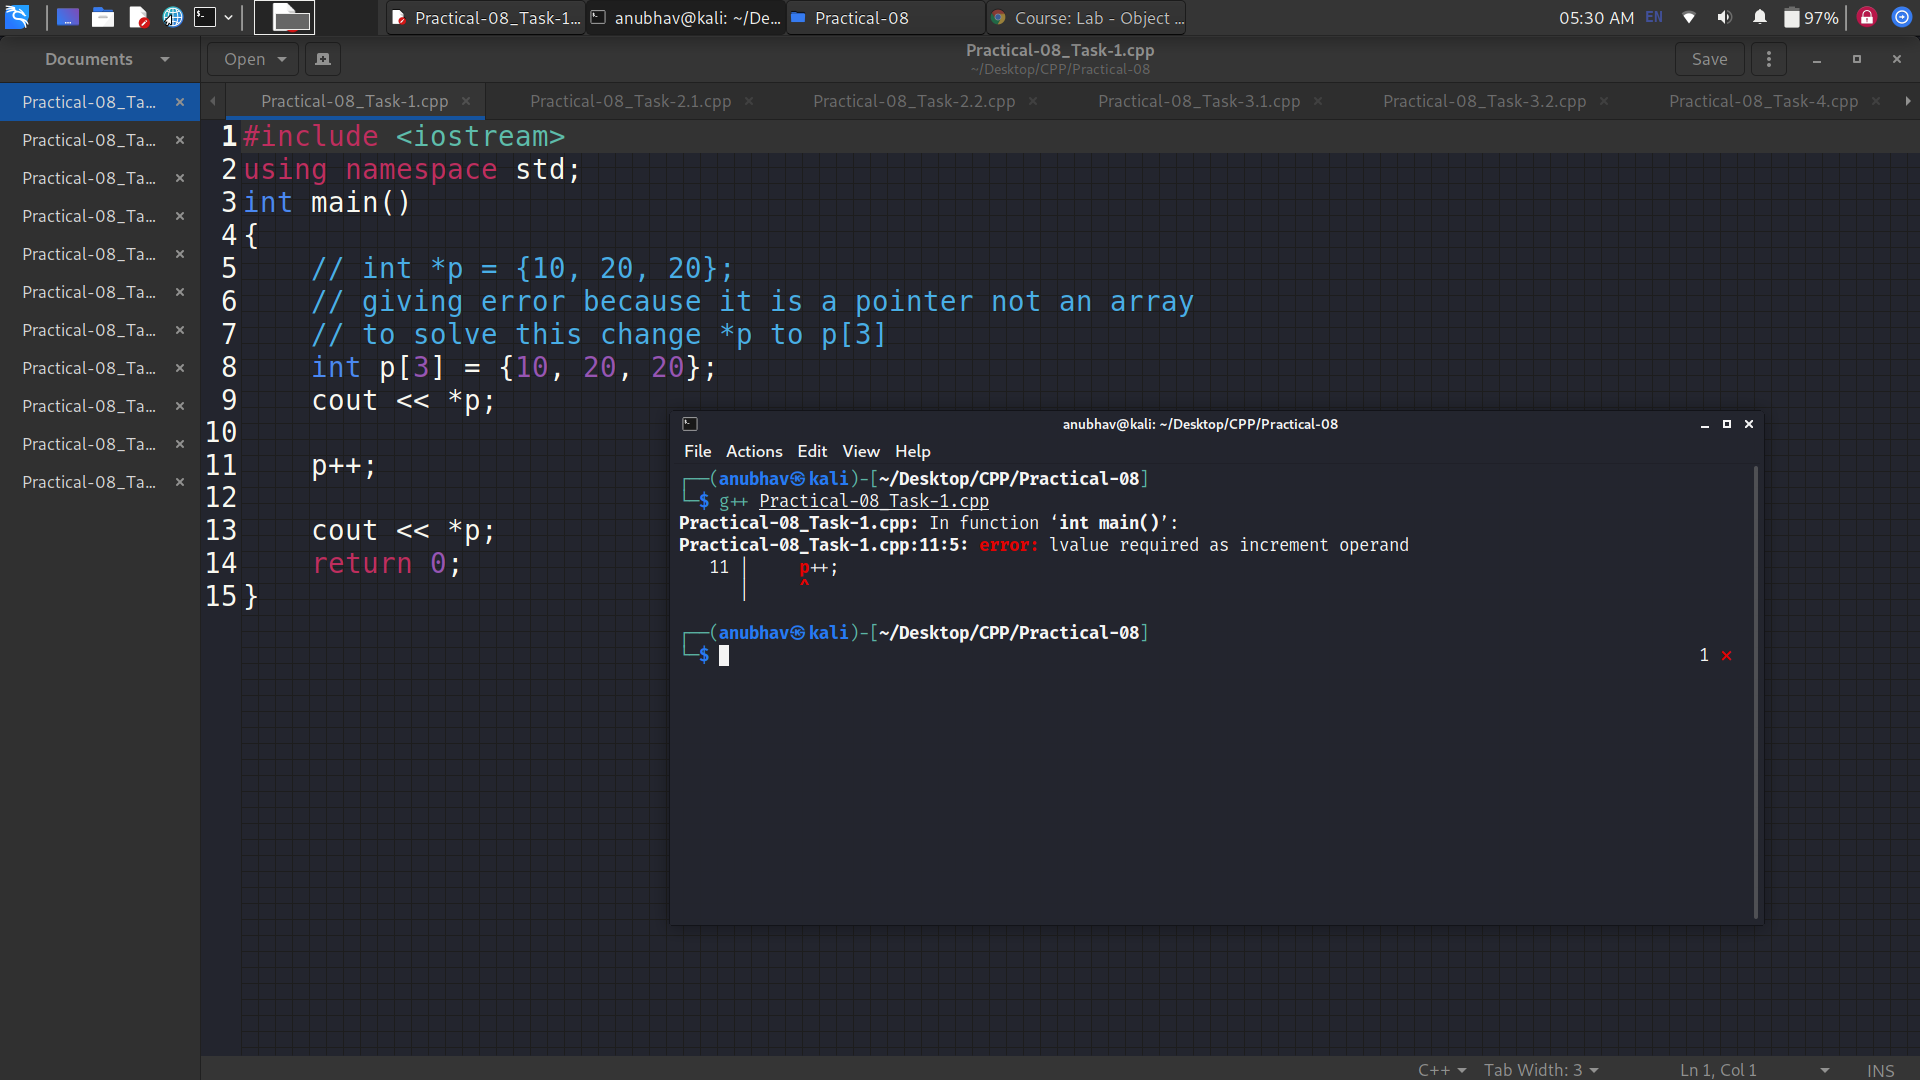 Practical-08_Task-1... anubhav@kali: ~/De... Practical-08 Course: Lab - Object ... 05:30 AM EN 97%
Documents Open Practical-08_Task-1.cpp Save
~/Desktop/CPP/Practical-08
Practical-08_Ta... Practical-08_Task-1.cpp Practical-08_Task-2.1.cpp Practical-08_Task-2.2.cpp Practical-08_Task-3.1.cpp Practical-08_Task-3.2.cpp Practical-08_Task-4.cpp
Practical-08_Ta...
Practical-08_Ta...
Practical-08_Ta...
Practical-08_Ta...
Practical-08_Ta...
Practical-08_Ta...
Practical-08_Ta...
Practical-08_Ta...
Practical-08_Ta...
Practical-08_Ta...
1 #include <iostream>
2 using namespace std;
3 int main()
4 {
5     // int *p = {10, 20, 20};
6     // giving error because it is a pointer not an array
7     // to solve this change *p to p[3]
8     int p[3] = {10, 20, 20};
9     cout << *p;
10
11     p++;
12
13     cout << *p;
14     return 0;
15 }
anubhav@kali: ~/Desktop/CPP/Practical-08
File Actions Edit View Help
┌──(anubhav㉿kali)-[~/Desktop/CPP/Practical-08]
└─$ g++ Practical-08_Task-1.cpp
Practical-08_Task-1.cpp: In function ‘int main()’:
Practical-08_Task-1.cpp:11:5: error: lvalue required as increment operand
11 |     p++;
   |     ^
┌──(anubhav㉿kali)-[~/Desktop/CPP/Practical-08]
└─$ 1 ⨯
C++ Tab Width: 3 Ln 1, Col 1 INS